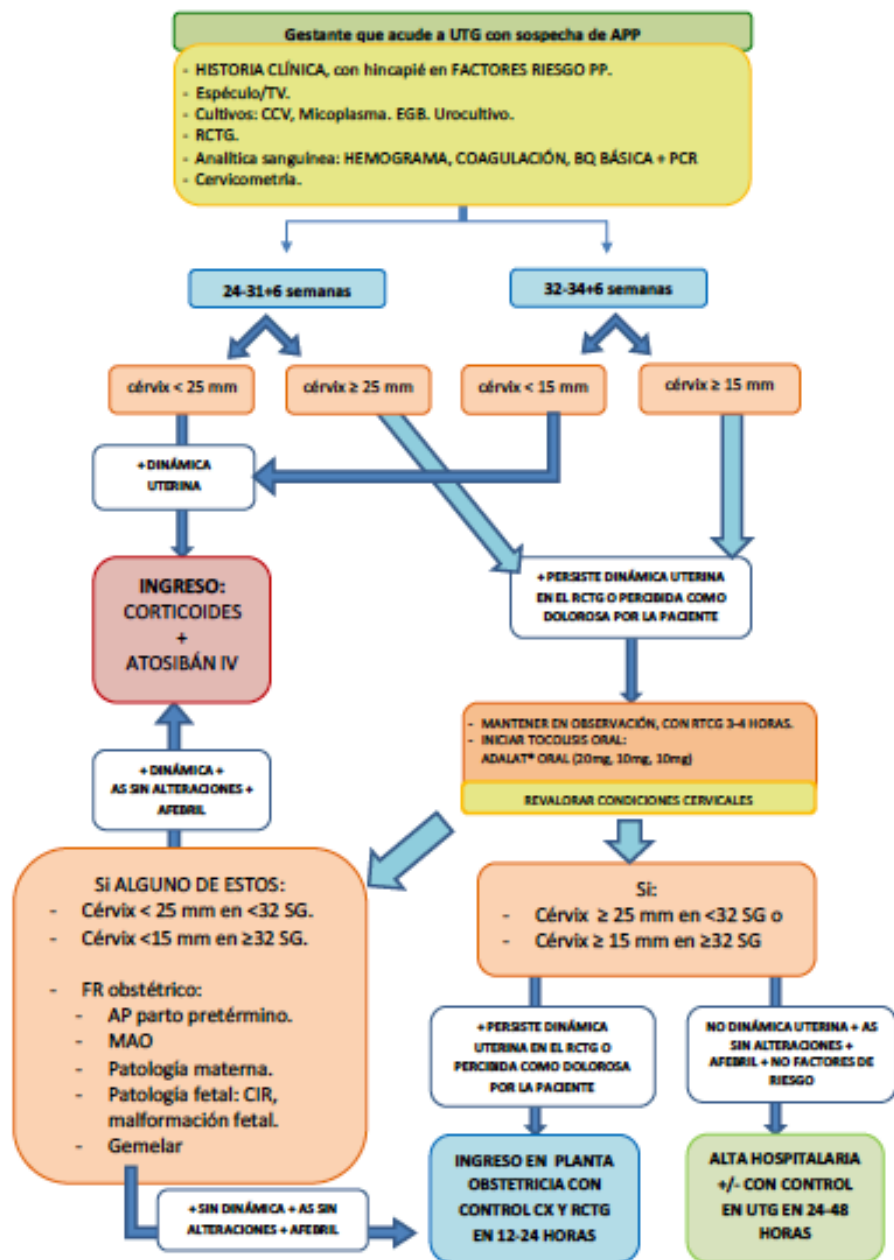 Gestante que acude a UTG con sospecha de APP
- HISTORIA CLÍNICA, con hincapié en FACTORES RIESGO PP.
- Espéculo/TV.
- Cultivos: CCV, Micoplasma. EGB. Urocultivo.
- RCTG.
- Analítica sanguínea: HEMOGRAMA, COAGULACIÓN, BQ BÁSICA + PCR
- Cervicometría.
24-31+6 semanas
32-34+6 semanas
cérvix < 25 mm
cérvix ≥ 25 mm
cérvix < 15 mm
cérvix ≥ 15 mm
+ DINÁMICA
UTERINA
INGRESO:
CORTICOIDES
+
ATOSIBÁN IV
+ PERSISTE DINÁMICA UTERINA
EN EL RCTG O PERCIBIDA COMO
DOLOROSA POR LA PACIENTE
- MANTENER EN OBSERVACIÓN, CON RTCG 3-4 HORAS.
- INICIAR TOCOLISIS ORAL:
ADALAT® ORAL (20mg, 10mg, 10mg)
REVALORAR CONDICIONES CERVICALES
+ DINÁMICA +
AS SIN ALTERACIONES +
AFEBRIL
Si ALGUNO DE ESTOS:
- Cérvix < 25 mm en <32 SG.
- Cérvix <15 mm en ≥32 SG.
- FR obstétrico:
- AP parto pretérmino.
- MAO
- Patología materna.
- Patología fetal: CIR,
malformación fetal.
- Gemelar
Si:
- Cérvix ≥ 25 mm en <32 SG o
- Cérvix ≥ 15 mm en ≥32 SG
+ PERSISTE DINÁMICA
UTERINA EN EL RCTG O
PERCIBIDA COMO DOLOROSA
POR LA PACIENTE
NO DINÁMICA UTERINA + AS
SIN ALTERACIONES +
AFEBRIL + NO FACTORES DE
RIESGO
+ SIN DINÁMICA + AS SIN
ALTERACIONES + AFEBRIL
INGRESO EN PLANTA
OBSTETRICIA CON
CONTROL CX Y RCTG
EN 12-24 HORAS
ALTA HOSPITALARIA
+/- CON CONTROL
EN UTG EN 24-48
HORAS